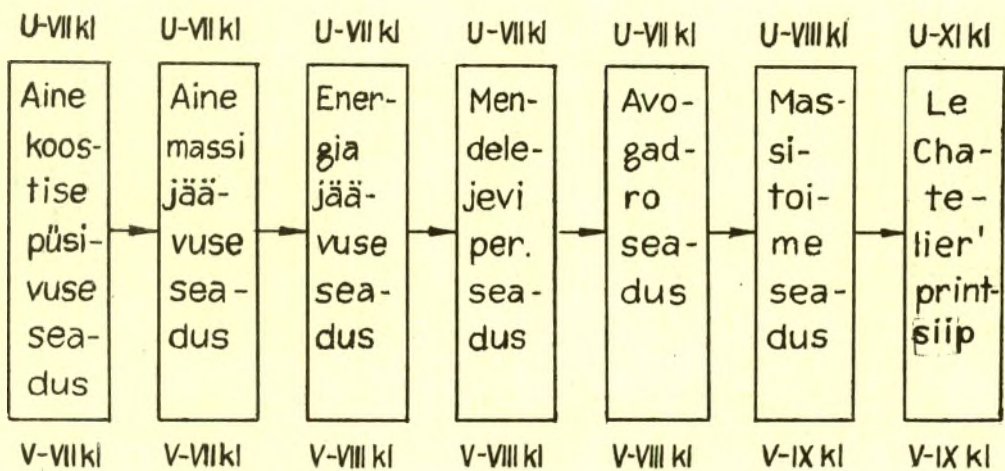 U-VII kl U-VII kl U-VII kl U-VII kl U-VII kl U-VIII kl U-XI kl
Aine
koos-
tise
püsi-
vuse
sea-
dus
Aine
massi
jää-
vuse
sea-
dus
Ener-
gia
jää-
vuse
sea-
dus
Men-
dele-
jevi
per.
sea-
dus
Avo-
gad-
ro
sea-
dus
Mas-
si-
toi-
me
sea-
dus
Le
Cha-
te-
lier'
print-
siip
V-VII kl V-VII kl V-VIII kl V-VIII kl V-VIII kl V-IX kl V-IX kl